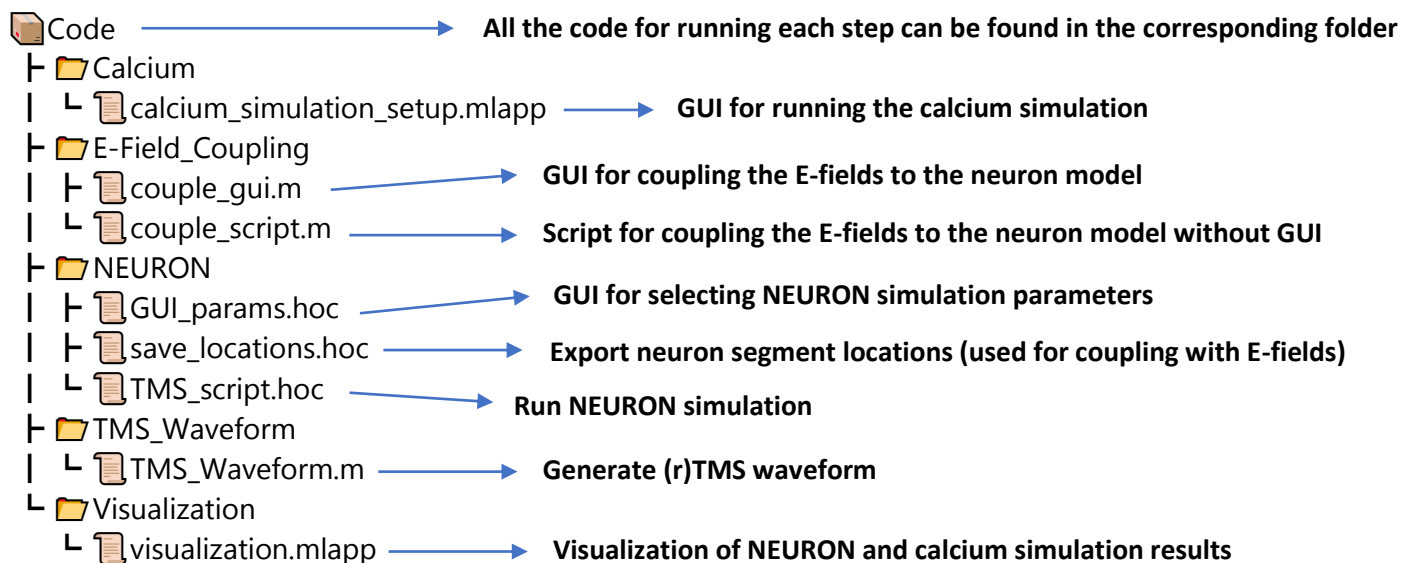 Code All the code for running each step can be found in the corresponding folder
Calcium
calcium_simulation_setup.mlapp GUI for running the calcium simulation
E-Field_Coupling
couple_gui.m GUI for coupling the E-fields to the neuron model
couple_script.m Script for coupling the E-fields to the neuron model without GUI
NEURON
GUI_params.hoc GUI for selecting NEURON simulation parameters
save_locations.hoc Export neuron segment locations (used for coupling with E-fields)
TMS_script.hoc Run NEURON simulation
TMS_Waveform
TMS_Waveform.m Generate (r)TMS waveform
Visualization
visualization.mlapp Visualization of NEURON and calcium simulation results